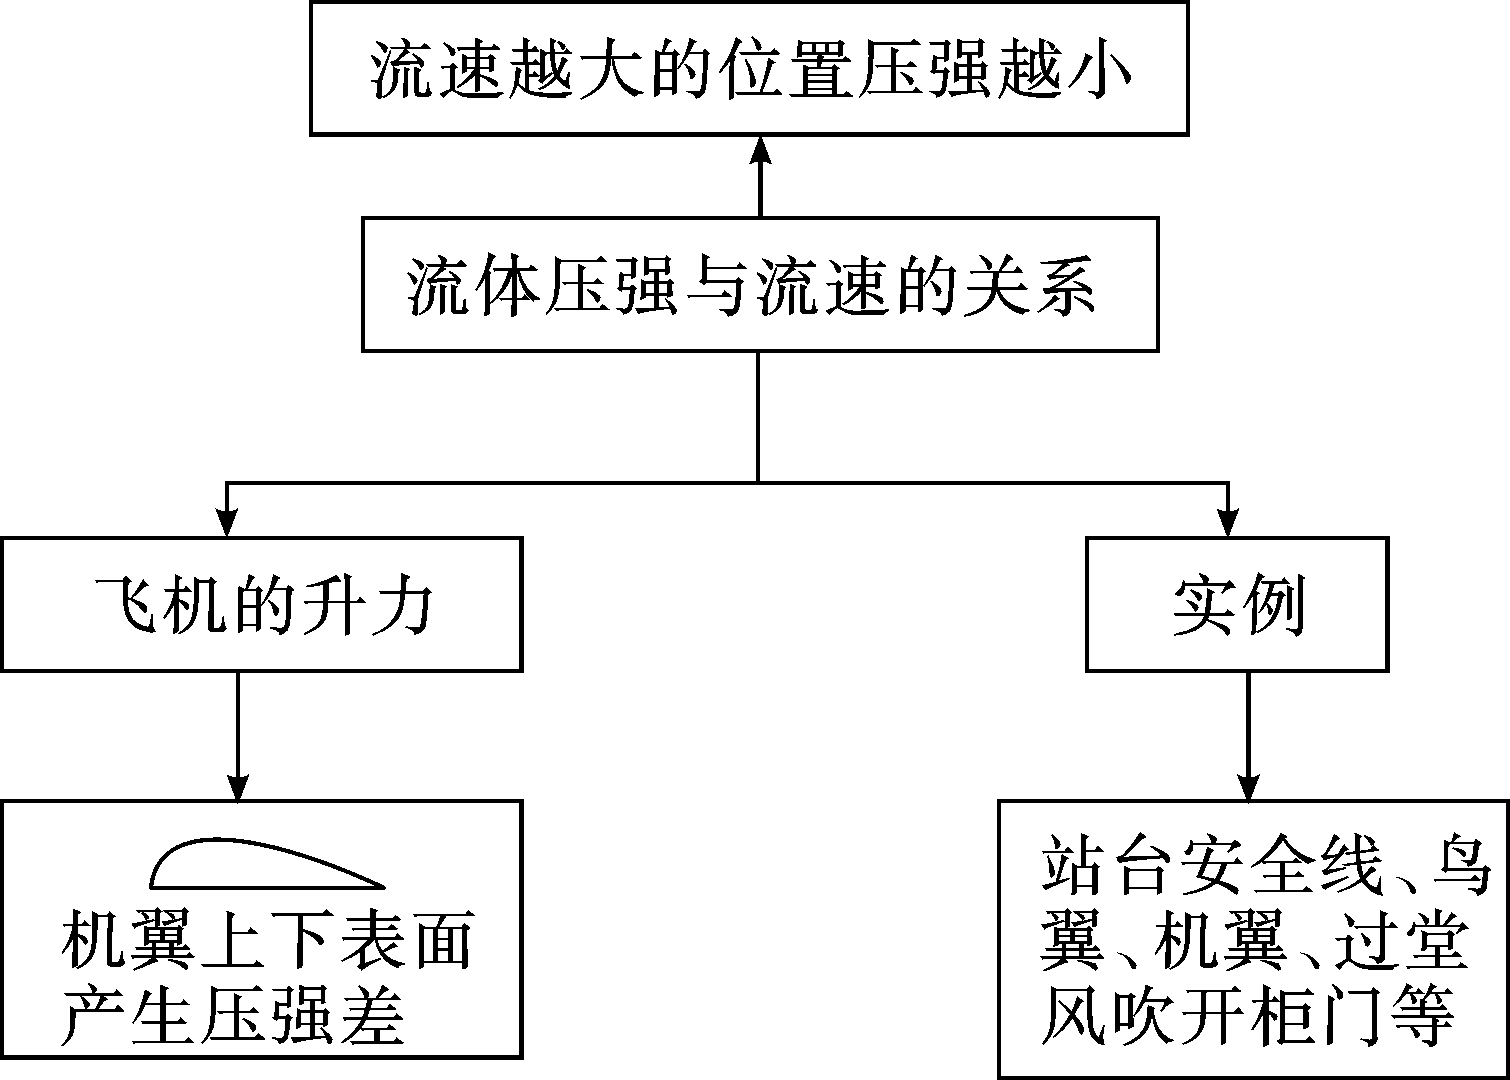 流速越大的位置压强越小
流体压强与流速的关系
飞机的升力
实例
机翼上下表面
产生压强差
站台安全线、鸟
翼、机翼、过堂
风吹开柜门等